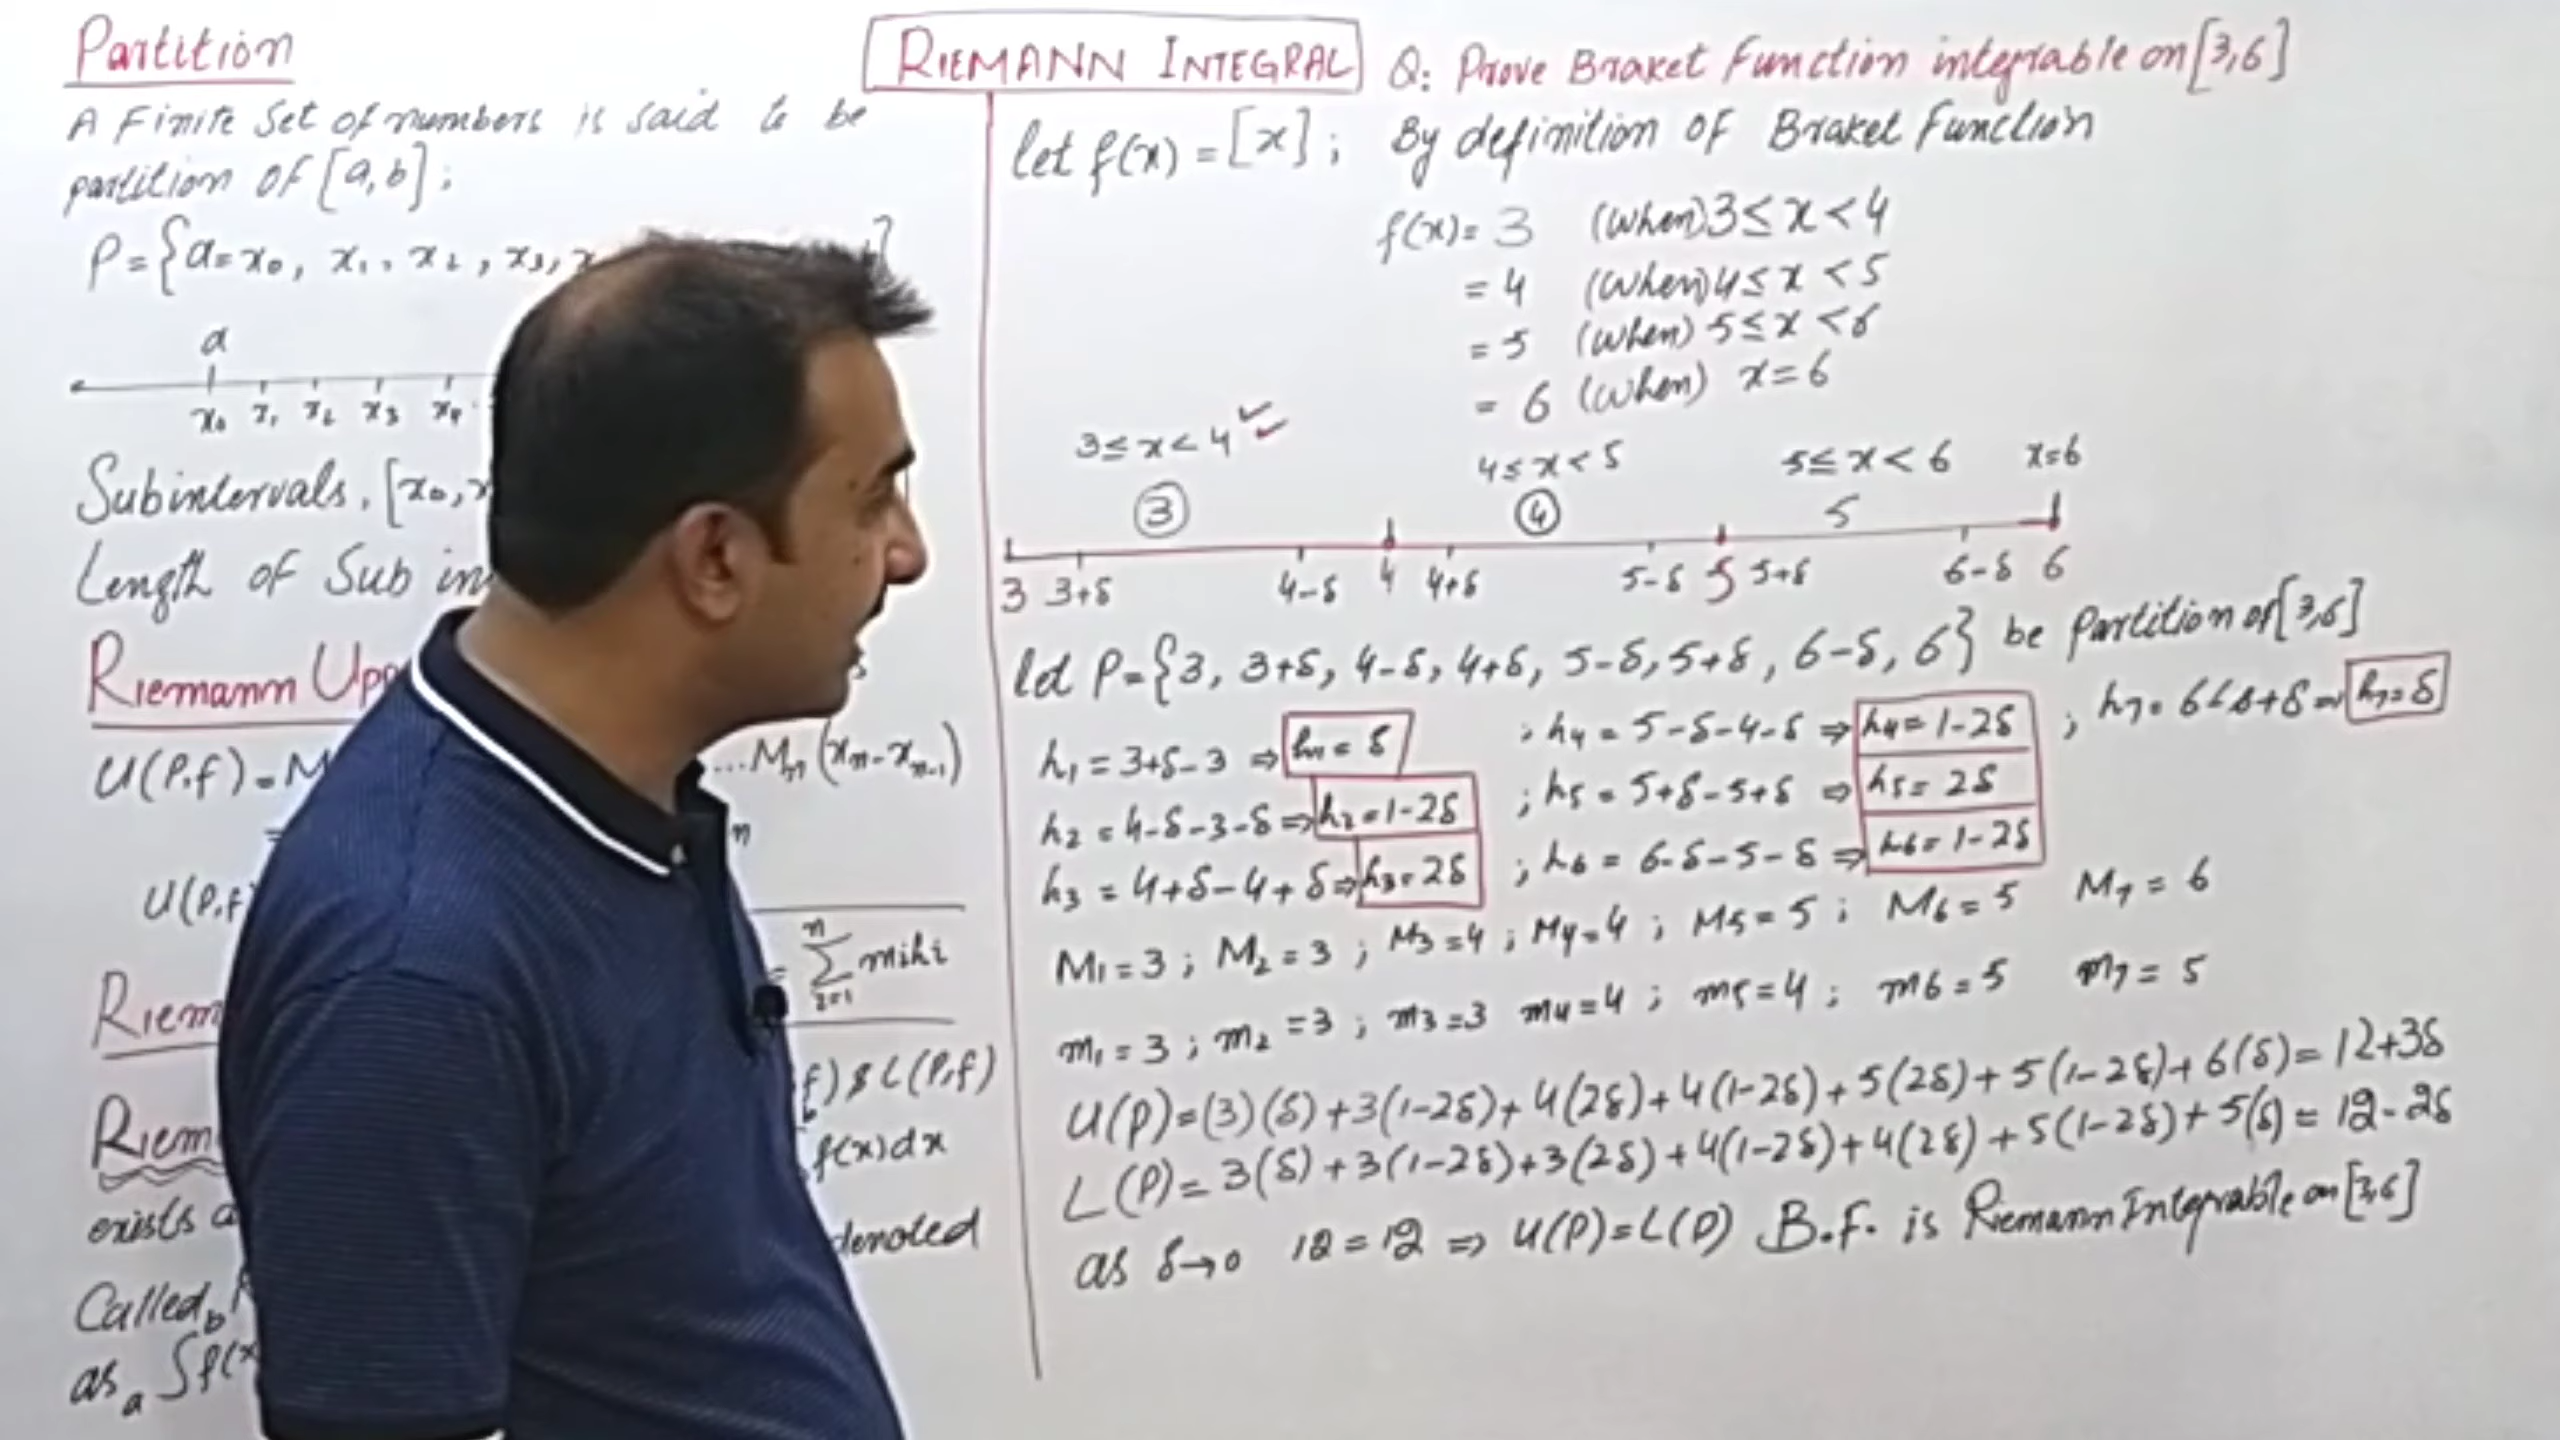 Partition
A Finite Set of numbers is said to be
partition of [a,b];
P={a=x₀, x₁, x₂, x₃, x }
a
x₀ x₁ x₂ x₃ x₄
Subintervals. [x₀,x
Length of Sub in
Riemann Upp
U(P,f)=M ...Mₙ(xₙ-xₙ₋₁)
= n
U(P,f
Riem = Σⁿᵢ₌₁ mihi
f) & L(P,f)
Riem f(x)dx
exists a denoted
Called
as ₐ∫ᵇf(x
RIEMANN INTEGRAL
Q: Prove Braket Function integrable on [3,6]
let f(x) = [x]; By definition of Braket Function
f(x)= 3 (when) 3≤x<4
= 4 (when) 4≤x<5
= 5 (when) 5≤x<6
= 6 (when) x=6
3≤x<4 ✓✓ 4≤x<5 5≤x<6 x=6
3 4 5
3 3+δ 4-δ 4 4+δ 5-δ 5 5+δ 6-δ 6
let P={3, 3+δ, 4-δ, 4+δ, 5-δ, 5+δ, 6-δ, 6} be Partition of [3,6]
h₁ = 3+δ-3 ⇒ h₁=δ ; h₄ = 5-δ-4-δ ⇒ h₄=1-2δ ; h₇= h₇=δ
h₂ = 4-δ-3-δ ⇒ h₂=1-2δ ; h₅ = 5+δ-5+δ ⇒ h₅=2δ
h₃ = 4+δ-4+δ ⇒ h₃=2δ ; h₆ = 6-δ-5-δ ⇒ h₆=1-2δ
M₁=3 ; M₂=3 ; M₃=4 ; M₄=4 ; M₅=5 ; M₆=5 M₇=6
m₁=3 ; m₂=3 ; m₃=3 m₄=4 ; m₅=4 ; m₆=5 m₇=5
U(P)=(3)(δ)+3(1-2δ)+4(2δ)+4(1-2δ)+5(2δ)+5(1-2δ)+6(δ)=12+3δ
L(P)=3(δ)+3(1-2δ)+3(2δ)+4(1-2δ)+4(2δ)+5(1-2δ)+5(δ)=12-2δ
as δ→0 12=12 ⇒ U(P)=L(P) B.F. is Riemann Integrable on [3,6]